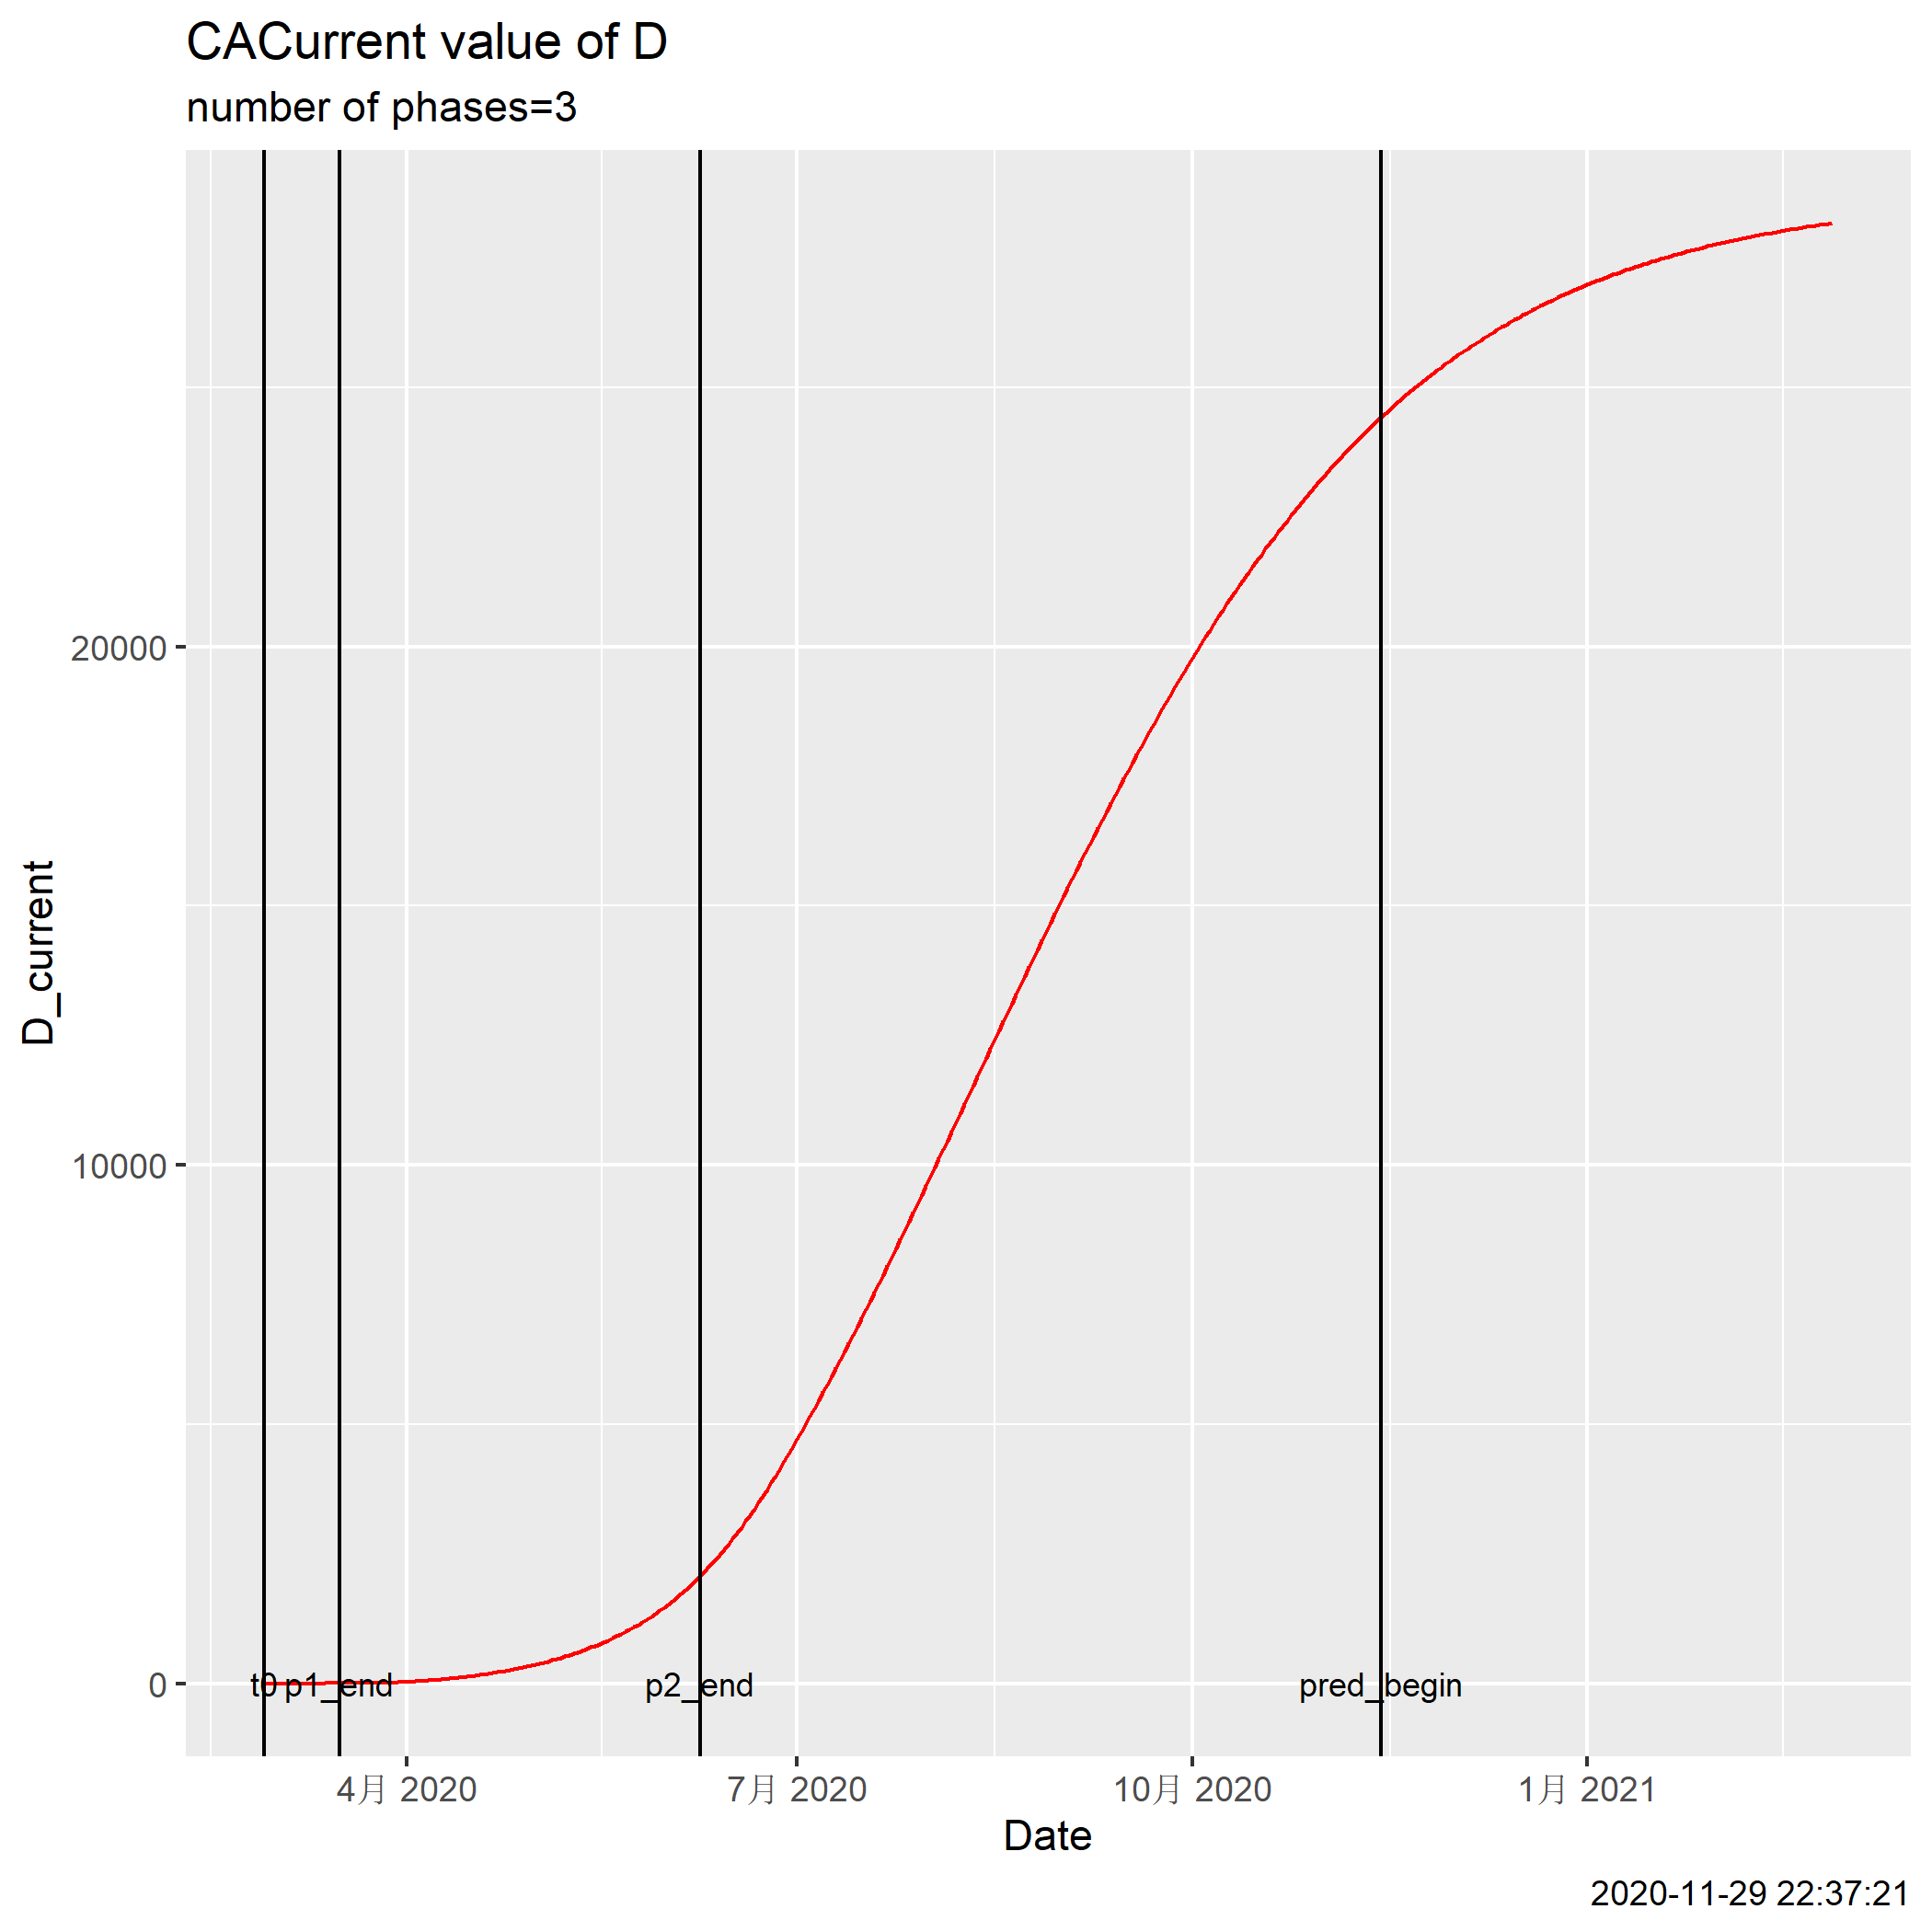 CACurrent value of D
number of phases=3
D_current
20000
10000
0
t0 p1_end p2_end pred_begin
4月 2020 7月 2020 10月 2020 1月 2021
Date
2020-11-29 22:37:21